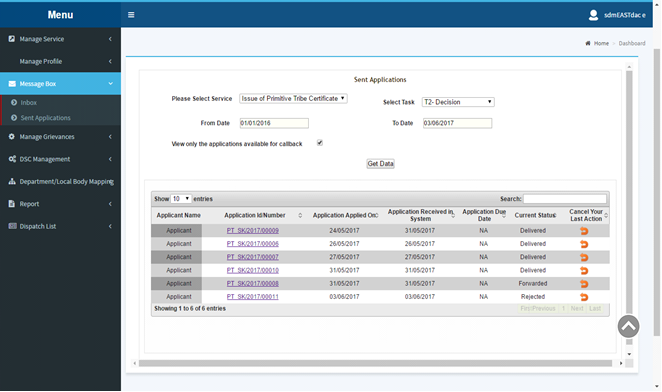 Menu
sdmEASTdac e
Manage Service
Home > Dashboard
Manage Profile
Message Box
Sent Applications
Inbox
Please Select Service Issue of Primitive Tribe Certificate Select Task T2- Decision
Sent Applications
From Date 01/01/2016 To Date 03/06/2017
Manage Grievances
View only the applications available for callback
DSC Management
Get Data
Department/Local Body Mapping
Report
Show 10 entries Search:
Dispatch List
Applicant Name Application Id/Number Application Applied On Application Received in System Application Due Date Current Status Cancel Your Last Action
Applicant PT_SK/2017/00009 24/05/2017 31/05/2017 NA Delivered
Applicant PT_SK/2017/00006 26/05/2017 26/05/2017 NA Delivered
Applicant PT_SK/2017/00007 27/05/2017 27/05/2017 NA Delivered
Applicant PT_SK/2017/00010 31/05/2017 31/05/2017 NA Delivered
Applicant PT_SK/2017/00008 31/05/2017 31/05/2017 NA Forwarded
Applicant PT_SK/2017/00011 03/06/2017 03/06/2017 NA Rejected
Showing 1 to 6 of 6 entries Previous 1 Next Last